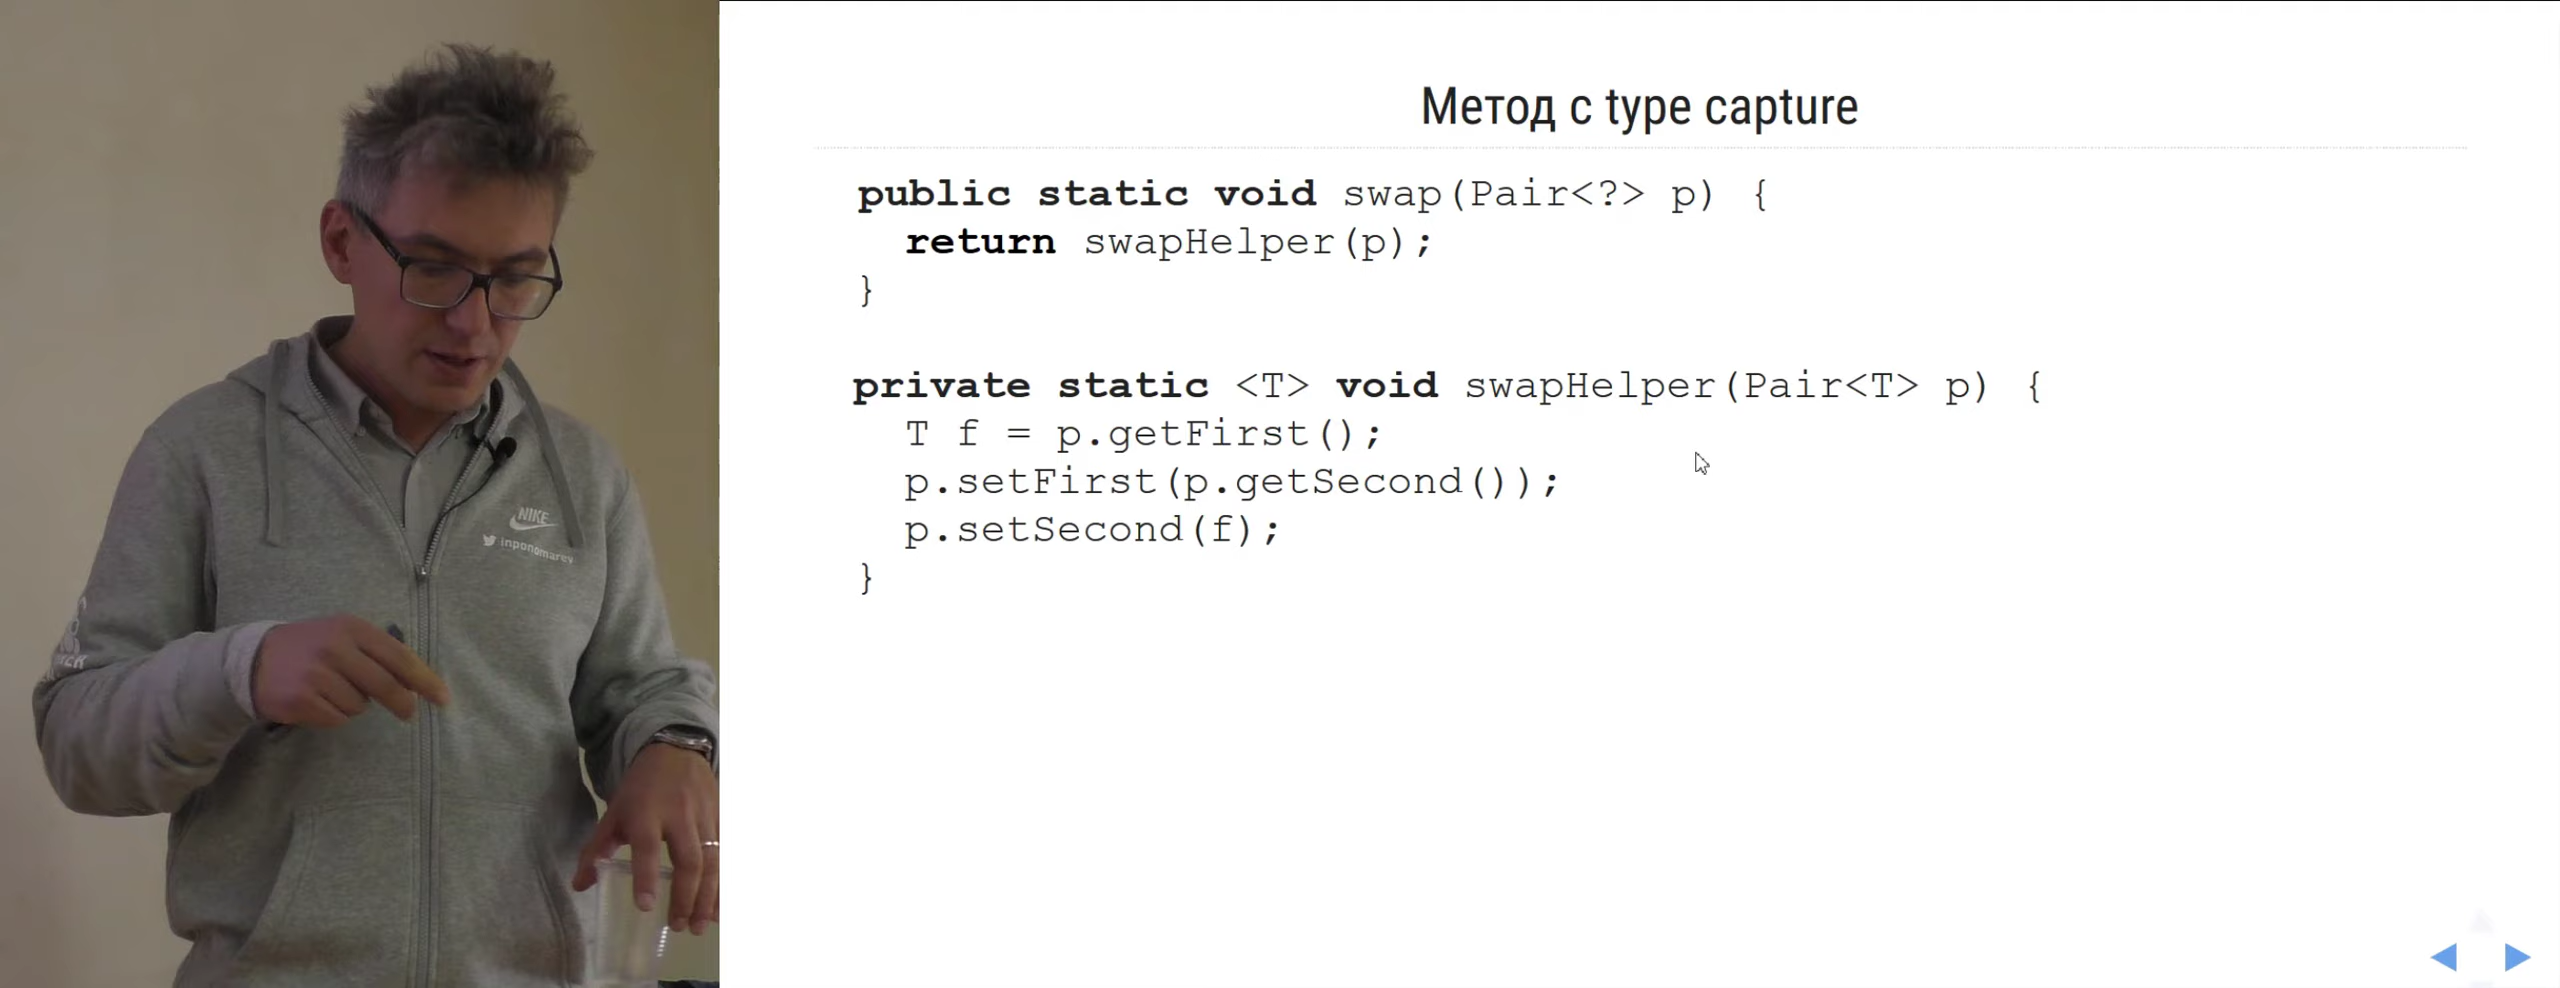 Метод с type capture
public static void swap(Pair<?> p) {
return swapHelper(p);
}
private static <T> void swapHelper(Pair<T> p) {
T f = p.getFirst();
p.setFirst(p.getSecond());
p.setSecond(f);
}
NIKE
inponomarev